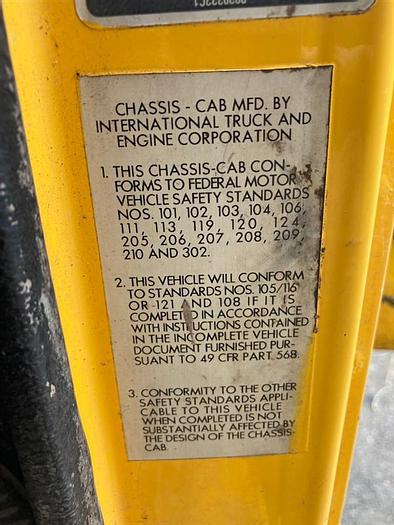 CHASSIS - CAB MFD. BY
INTERNATIONAL TRUCK AND
ENGINE CORPORATION
1. THIS CHASSIS-CAB CON-
FORMS TO FEDERAL MOTOR
VEHICLE SAFETY STANDARDS
NOS. 101, 102, 103, 104, 106,
111, 113, 119, 120, 124,
205, 206, 207, 208, 209,
210 AND 302.
2. THIS VEHICLE WILL CONFORM
TO STANDARDS NOS. 105/116
OR 121 AND 108 IF IT IS
COMPLETED IN ACCORDANCE
WITH INSTRUCTIONS CONTAINED
IN THE INCOMPLETE VEHICLE
DOCUMENT FURNISHED PUR-
SUANT TO 49 CFR PART 568.
3. CONFORMITY TO THE OTHER
SAFETY STANDARDS APPLI-
CABLE TO THIS VEHICLE
WHEN COMPLETED IS NOT
SUBSTANTIALLY AFFECTED BY
THE DESIGN OF THE CHASSIS-
CAB.